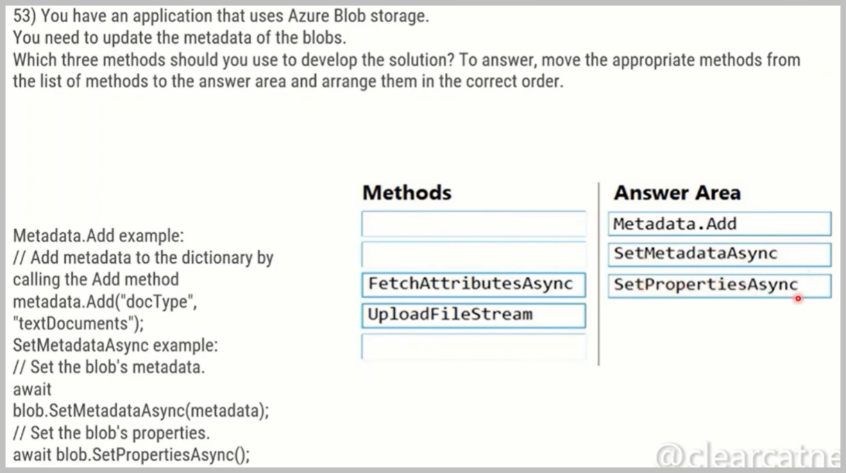 53) You have an application that uses Azure Blob storage.
You need to update the metadata of the blobs.
Which three methods should you use to develop the solution? To answer, move the appropriate methods from
the list of methods to the answer area and arrange them in the correct order.
Methods
Answer Area
Metadata.Add
SetMetadataAsync
FetchAttributesAsync
SetPropertiesAsync
UploadFileStream
Metadata.Add example:
// Add metadata to the dictionary by
calling the Add method
metadata.Add("docType",
"textDocuments");
SetMetadataAsync example:
// Set the blob's metadata.
await
blob.SetMetadataAsync(metadata);
// Set the blob's properties.
await blob.SetPropertiesAsync();